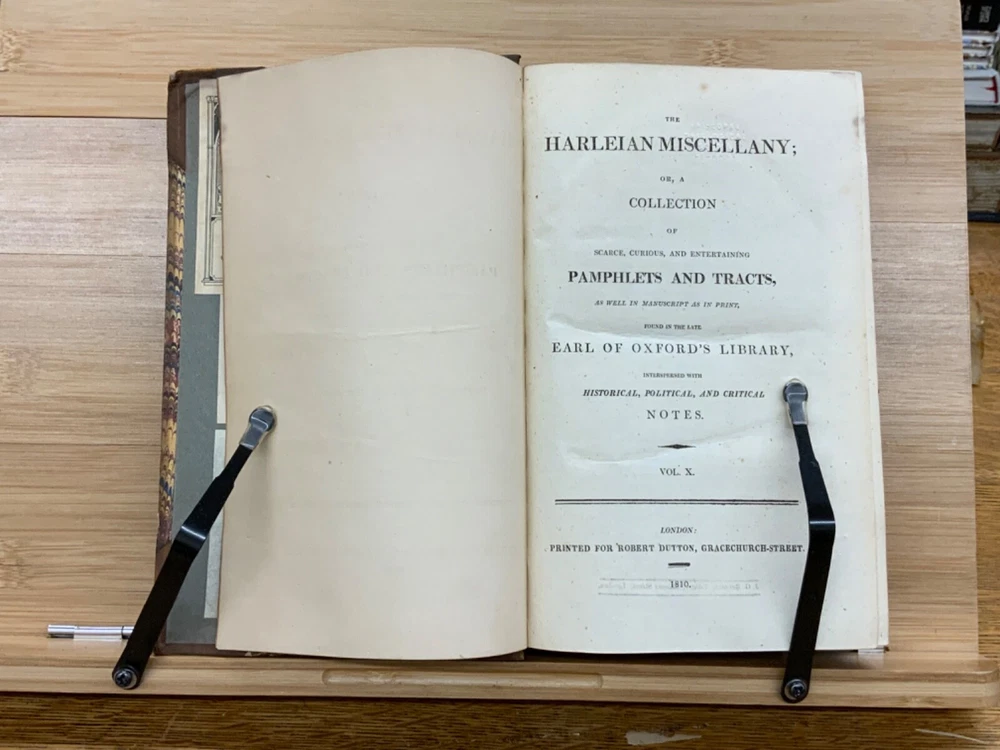 THE
HARLEIAN MISCELLANY;
OR, A
COLLECTION
OF
SCARCE, CURIOUS, AND ENTERTAINING
PAMPHLETS AND TRACTS,
AS WELL IN MANUSCRIPT AS IN PRINT,
FOUND IN THE LATE
EARL OF OXFORD'S LIBRARY,
INTERSPERSED WITH
HISTORICAL, POLITICAL, AND CRITICAL
NOTES.
VOL. X.
LONDON:
PRINTED FOR ROBERT DUTTON, GRACECHURCH-STREET.
1810.